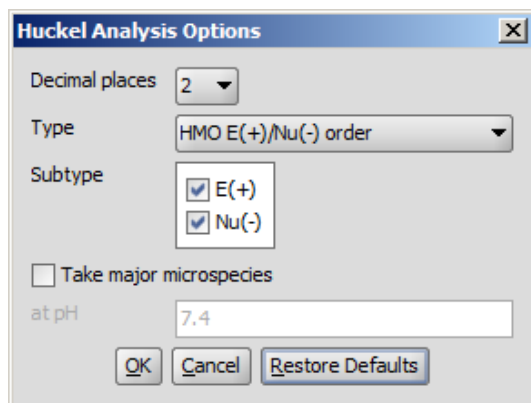 Huckel Analysis Options
Decimal places 2
Type HMO E(+)/Nu(-) order
Subtype E(+)
Nu(-)
Take major microspecies
at pH 7.4
OK Cancel Restore Defaults